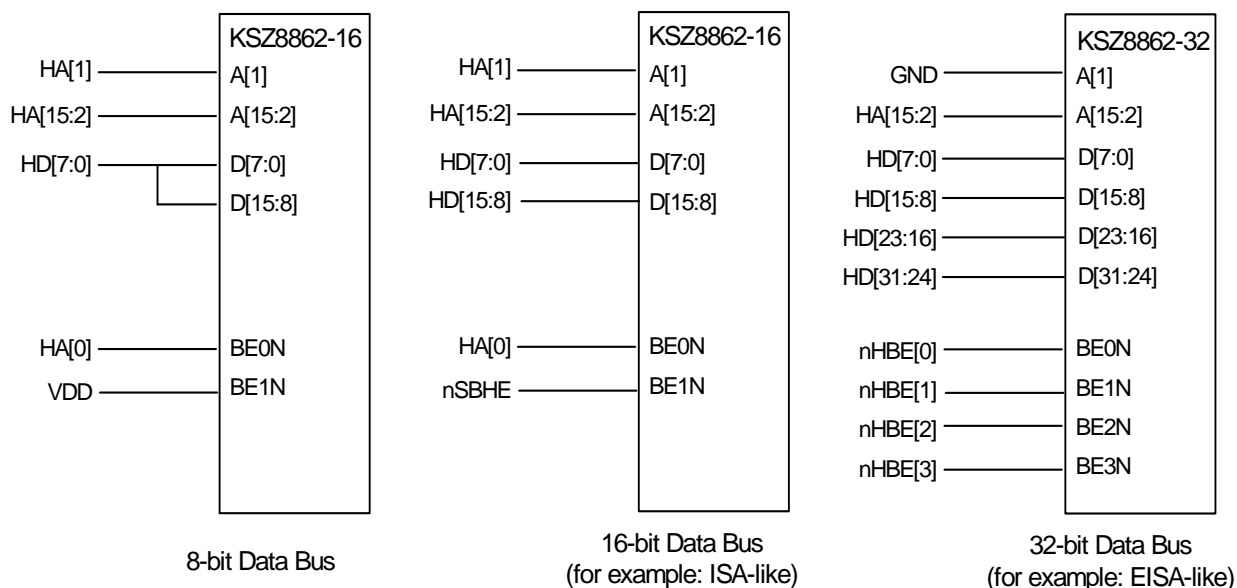 KSZ8862-16
HA[1] A[1]
HA[15:2] A[15:2]
HD[7:0] D[7:0]
D[15:8]
HA[0] BE0N
VDD BE1N
8-bit Data Bus
KSZ8862-16
HA[1] A[1]
HA[15:2] A[15:2]
HD[7:0] D[7:0]
HD[15:8] D[15:8]
HA[0] BE0N
nSBHE BE1N
16-bit Data Bus
(for example: ISA-like)
KSZ8862-32
GND A[1]
HA[15:2] A[15:2]
HD[7:0] D[7:0]
HD[15:8] D[15:8]
HD[23:16] D[23:16]
HD[31:24] D[31:24]
nHBE[0] BE0N
nHBE[1] BE1N
nHBE[2] BE2N
nHBE[3] BE3N
32-bit Data Bus
(for example: EISA-like)